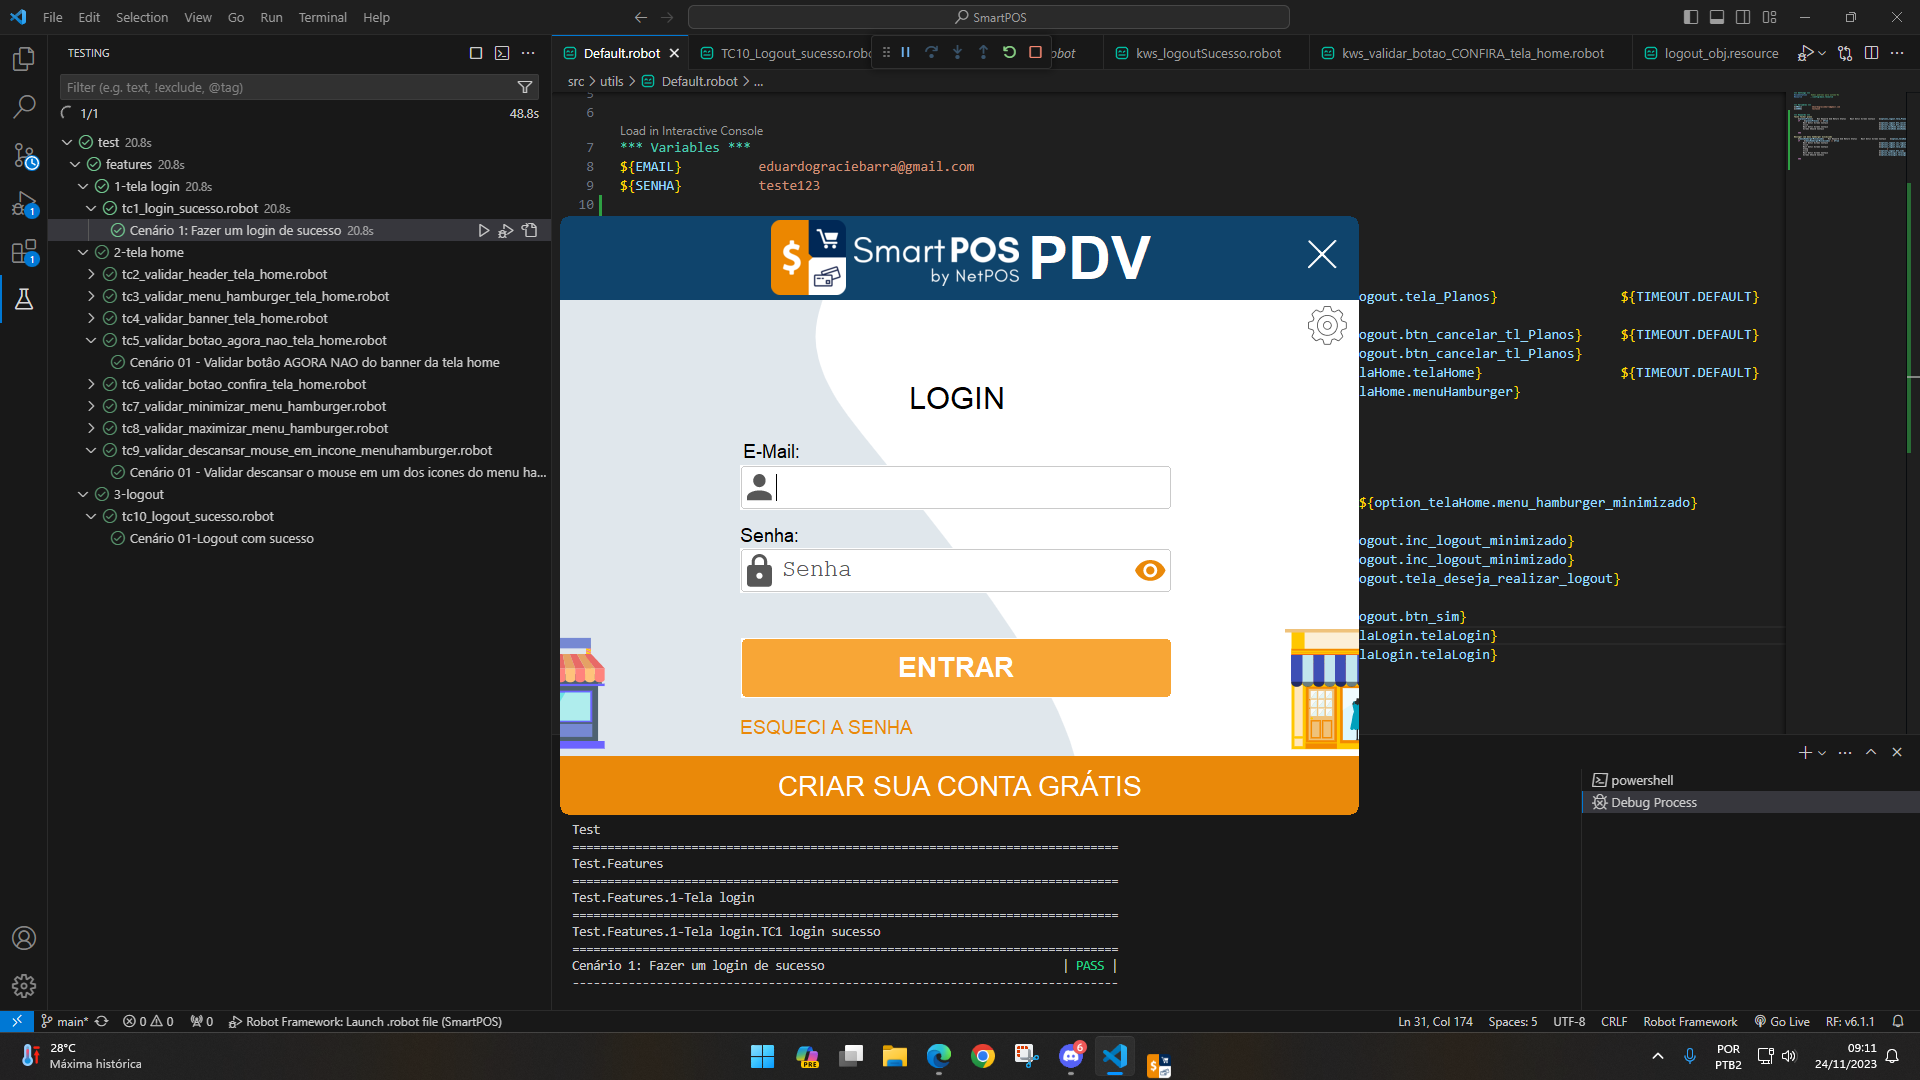 File Edit Selection View Go Run Terminal Help
SmartPOS
TESTING
Filter (e.g. text, !exclude, @tag)
1/1 48.8s
test 20.8s
features 20.8s
1-tela login 20.8s
tc1_login_sucesso.robot 20.8s
Cenário 1: Fazer um login de sucesso 20.8s
2-tela home
tc2_validar_header_tela_home.robot
tc3_validar_menu_hamburger_tela_home.robot
tc4_validar_banner_tela_home.robot
tc5_validar_botao_agora_nao_tela_home.robot
Cenário 01 - Validar botão AGORA NAO do banner da tela home
tc6_validar_botao_confira_tela_home.robot
tc7_validar_minimizar_menu_hamburger.robot
tc8_validar_maximizar_menu_hamburger.robot
tc9_validar_descansar_mouse_em_incone_menuhamburger.robot
Cenário 01 - Validar descansar o mouse em um dos icones do menu ha...
3-logout
tc10_logout_sucesso.robot
Cenário 01-Logout com sucesso
Default.robot TC10_Logout_sucesso.robo obot kws_logoutSucesso.robot kws_validar_botao_CONFIRA_tela_home.robot logout_obj.resource
src > utils > Default.robot > ...
5
6
Load in Interactive Console
7 *** Variables ***
8 ${EMAIL} eduardograciebarra@gmail.com
9 ${SENHA} teste123
10
ogout.tela_Planos} ${TIMEOUT.DEFAULT}
ogout.btn_cancelar_tl_Planos} ${TIMEOUT.DEFAULT}
ogout.btn_cancelar_tl_Planos}
laHome.telaHome} ${TIMEOUT.DEFAULT}
laHome.menuHamburger}
${option_telaHome.menu_hamburger_minimizado}
ogout.inc_logout_minimizado}
ogout.inc_logout_minimizado}
ogout.tela_deseja_realizar_logout}
ogout.btn_sim}
laLogin.telaLogin}
laLogin.telaLogin}
$ SmartPOS PDV
by NetPOS
LOGIN
E-Mail:
Senha:
Senha
ENTRAR
ESQUECI A SENHA
CRIAR SUA CONTA GRÁTIS
powershell
Debug Process
Test
==============================================================================
Test.Features
==============================================================================
Test.Features.1-Tela login
==============================================================================
Test.Features.1-Tela login.TC1 login sucesso
==============================================================================
Cenário 1: Fazer um login de sucesso | PASS |
------------------------------------------------------------------------------
main* 0 0 0 Robot Framework: Launch .robot file (SmartPOS)
Ln 31, Col 174 Spaces: 5 UTF-8 CRLF Robot Framework Go Live RF: v6.1.1
28°C
Máxima histórica
PRE
6
POR
PTB2
09:11
24/11/2023